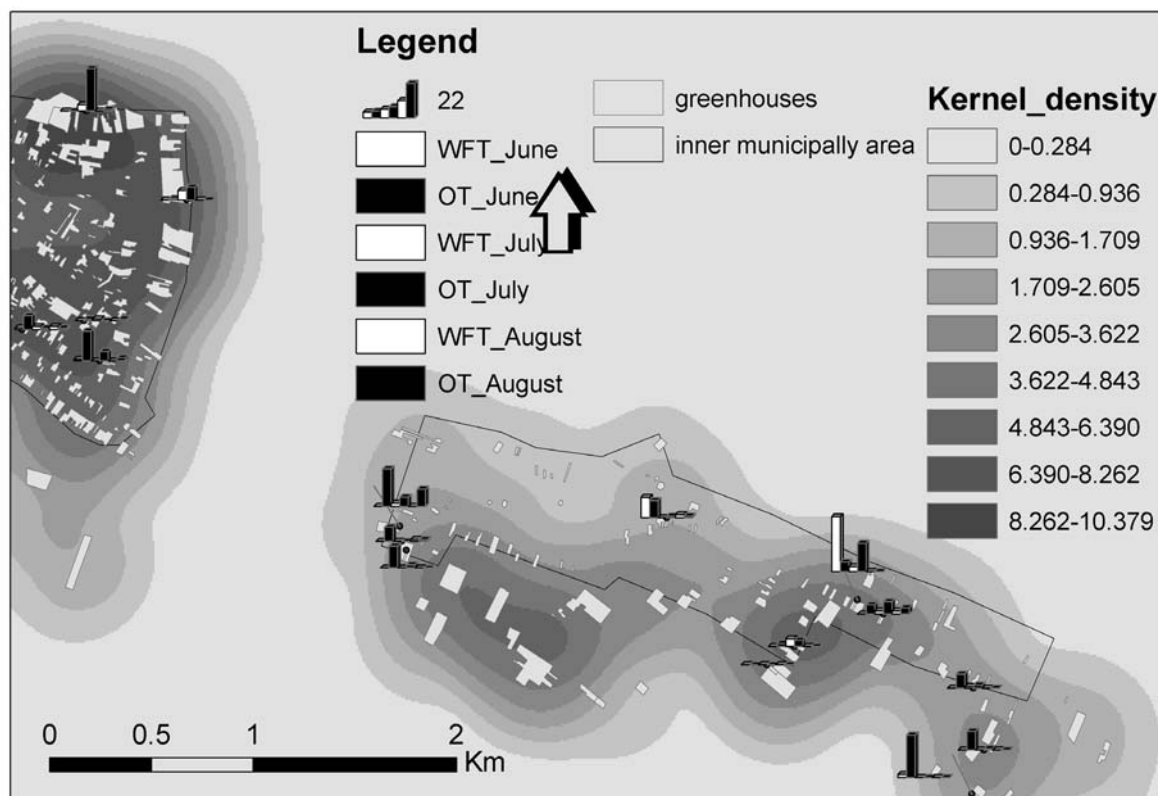 Legend
22
WFT_June
OT_June
WFT_July
OT_July
WFT_August
OT_August
greenhouses
inner municipally area
Kernel_density
0-0.284
0.284-0.936
0.936-1.709
1.709-2.605
2.605-3.622
3.622-4.843
4.843-6.390
6.390-8.262
8.262-10.379
0 0.5 1 2
Km